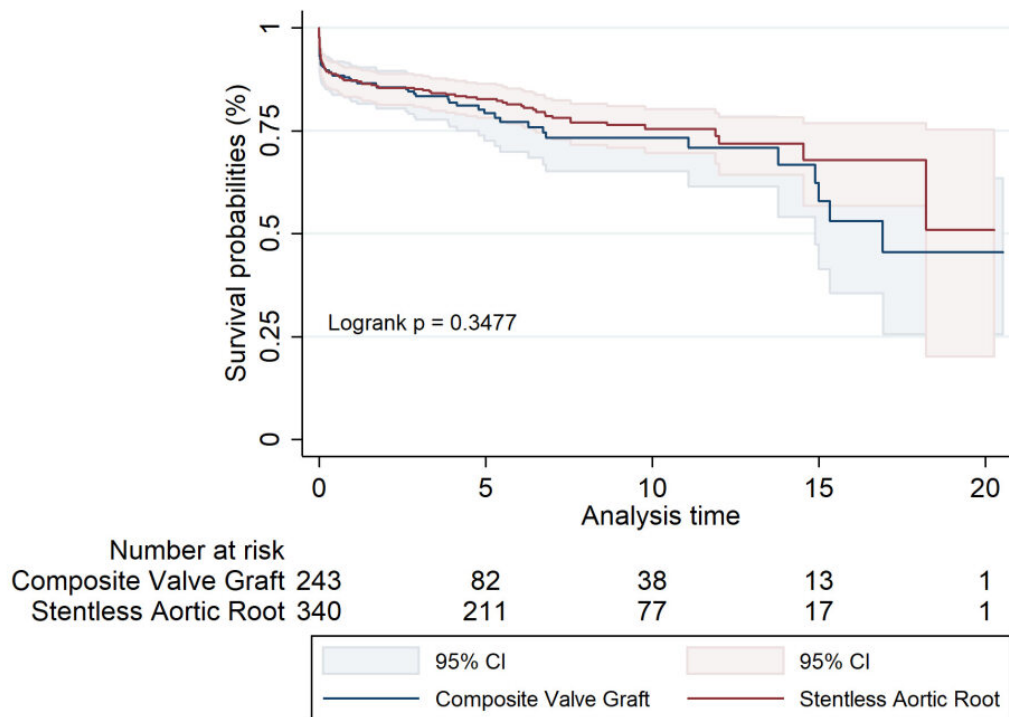 Survival probabilities (%)
1
0.75
0.5
0.25
0
Logrank p = 0.3477
0 5 10 15 20
Analysis time
Number at risk
Composite Valve Graft 243 82 38 13 1
Stentless Aortic Root 340 211 77 17 1
95% CI 95% CI
Composite Valve Graft Stentless Aortic Root